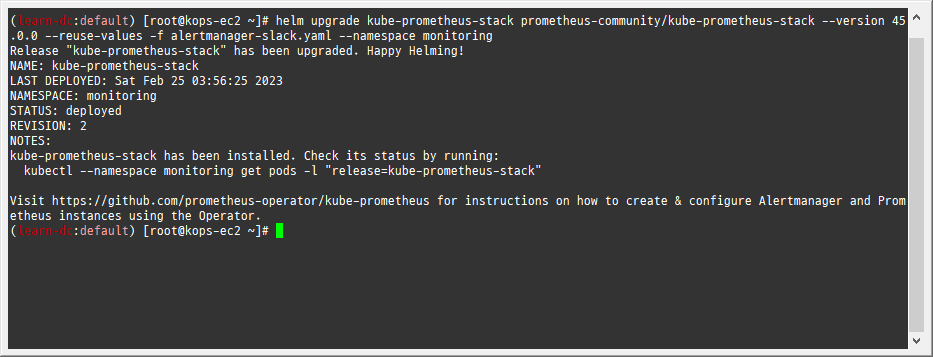 (learn-dc:default) [root@kops-ec2 ~]# helm upgrade kube-prometheus-stack prometheus-community/kube-prometheus-stack --version 45
.0.0 --reuse-values -f alertmanager-slack.yaml --namespace monitoring
Release "kube-prometheus-stack" has been upgraded. Happy Helming!
NAME: kube-prometheus-stack
LAST DEPLOYED: Sat Feb 25 03:56:25 2023
NAMESPACE: monitoring
STATUS: deployed
REVISION: 2
NOTES:
kube-prometheus-stack has been installed. Check its status by running:
  kubectl --namespace monitoring get pods -l "release=kube-prometheus-stack"

Visit https://github.com/prometheus-operator/kube-prometheus for instructions on how to create & configure Alertmanager and Prom
etheus instances using the Operator.
(learn-dc:default) [root@kops-ec2 ~]#